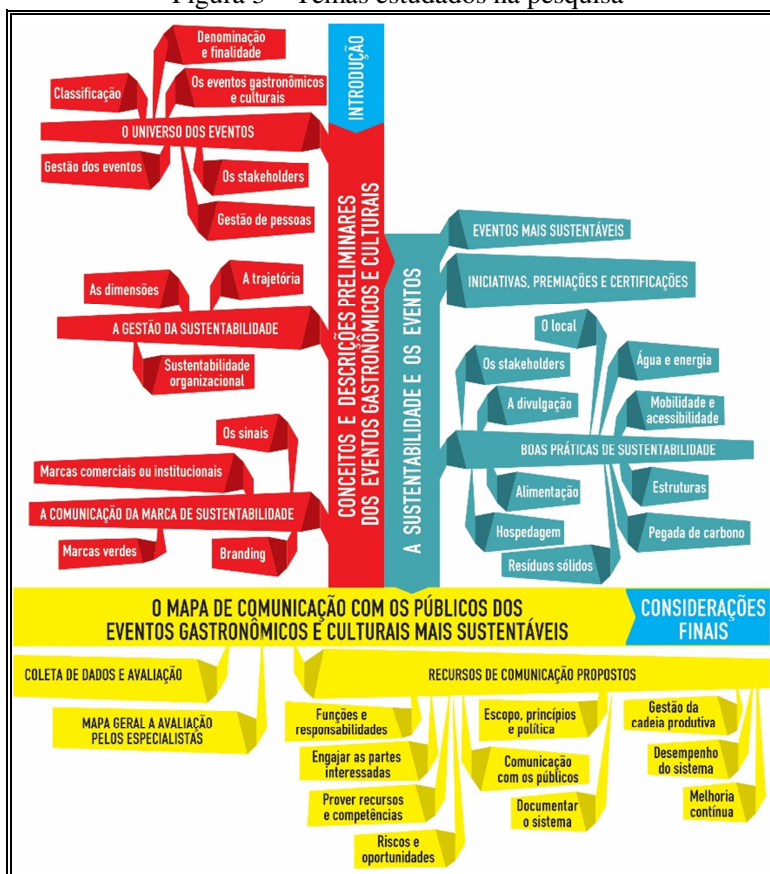 Figura 3 – Temas estudados na pesquisa
INTRODUÇÃO
Denominação
e finalidade
Os eventos gastronômicos
e culturais
Classificação
O UNIVERSO DOS EVENTOS
Gestão dos eventos
Os stakeholders
Gestão de pessoas
CONCEITOS E DESCRIÇÕES PRELIMINARES
DOS EVENTOS GASTRONÔMICOS E CULTURAIS
As dimensões
A trajetória
A GESTÃO DA SUSTENTABILIDADE
Sustentabilidade
organizacional
Os sinais
Marcas comerciais ou institucionais
A COMUNICAÇÃO DA MARCA DE SUSTENTABILIDADE
Marcas verdes
Branding
A SUSTENTABILIDADE E OS EVENTOS
EVENTOS MAIS SUSTENTÁVEIS
INICIATIVAS, PREMIAÇÕES E CERTIFICAÇÕES
O local
Os stakeholders
Água e energia
A divulgação
Mobilidade e
acessibilidade
BOAS PRÁTICAS DE SUSTENTABILIDADE
Alimentação
Estruturas
Hospedagem
Pegada de carbono
Resíduos sólidos
O MAPA DE COMUNICAÇÃO COM OS PÚBLICOS DOS
EVENTOS GASTRONÔMICOS E CULTURAIS MAIS SUSTENTÁVEIS
CONSIDERAÇÕES
FINAIS
COLETA DE DADOS E AVALIAÇÃO
MAPA GERAL A AVALIAÇÃO
PELOS ESPECIALISTAS
RECURSOS DE COMUNICAÇÃO PROPOSTOS
Funções e
responsabilidades
Engajar as partes
interessadas
Prover recursos
e competências
Riscos e
oportunidades
Escopo, princípios
e política
Comunicação
com os públicos
Documentar
o sistema
Gestão da
cadeia produtiva
Desempenho
do sistema
Melhoria
contínua